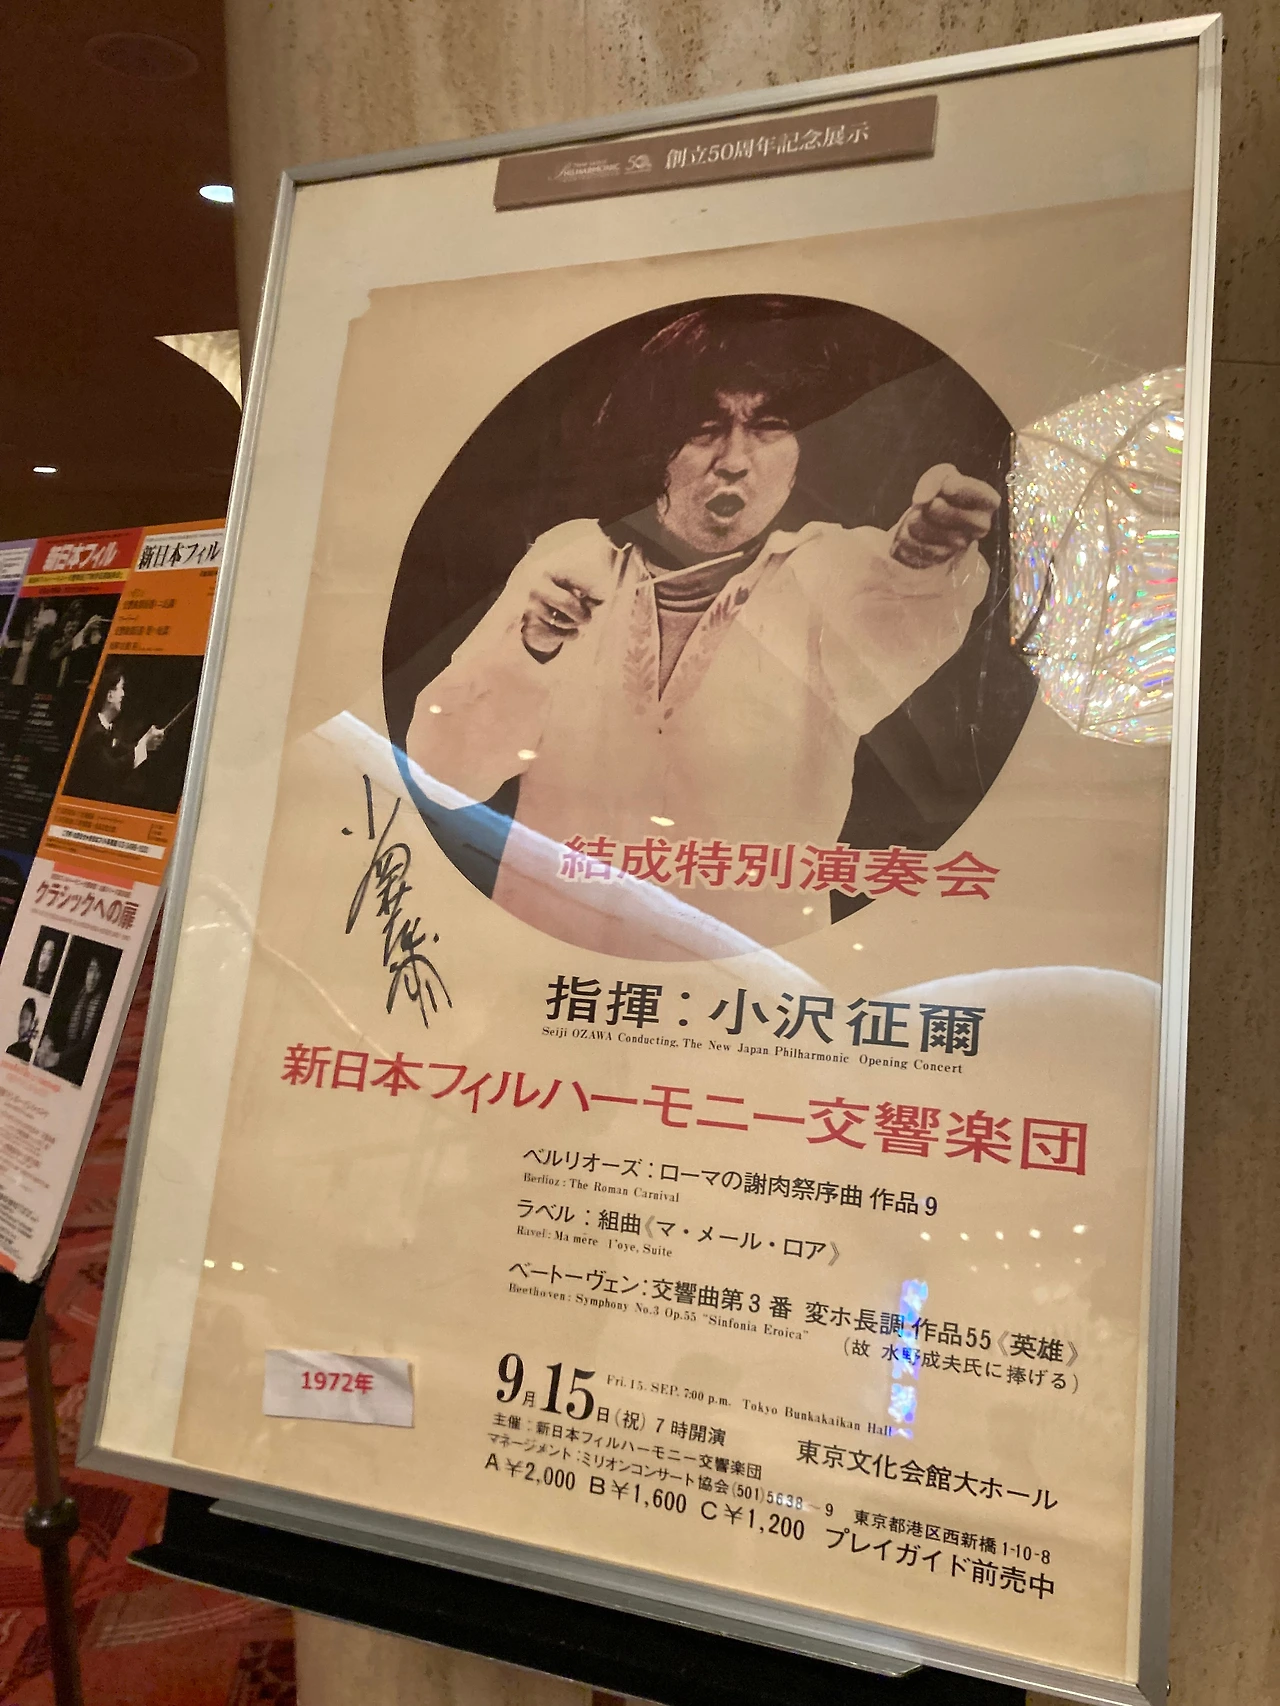 PHILHARMONIC 50 創立50周年記念展示
結成特別演奏会
小澤征爾
指揮：小沢征爾
Seiji OZAWA Conducting, The New Japan Philharmonic Opening Concert
新日本フィルハーモニー交響楽団
ベルリオーズ：ローマの謝肉祭序曲 作品9
Berlioz : The Roman Carnival
ラベル：組曲《マ・メール・ロア》
Ravel : Ma mère l'oye, Suite
ベートーヴェン：交響曲第3番 変ホ長調 作品55《英雄》
Beethoven : Symphony No.3 Op.55 "Sinfonia Eroica"
（故 水野成夫氏に捧げる）
1972年
9月15日（祝）7時開演
Fri. 15. SEP. 7:00 p.m. Tokyo Bunkakaikan Hall
東京文化会館大ホール
主催：新日本フィルハーモニー交響楽団
マネージメント：ミリオンコンサート協会（501）5638－9 東京都港区西新橋1-10-8
A￥2,000 B￥1,600 C￥1,200 プレイガイド前売中
新日本フィル
新日本フィル
クラシックへの扉